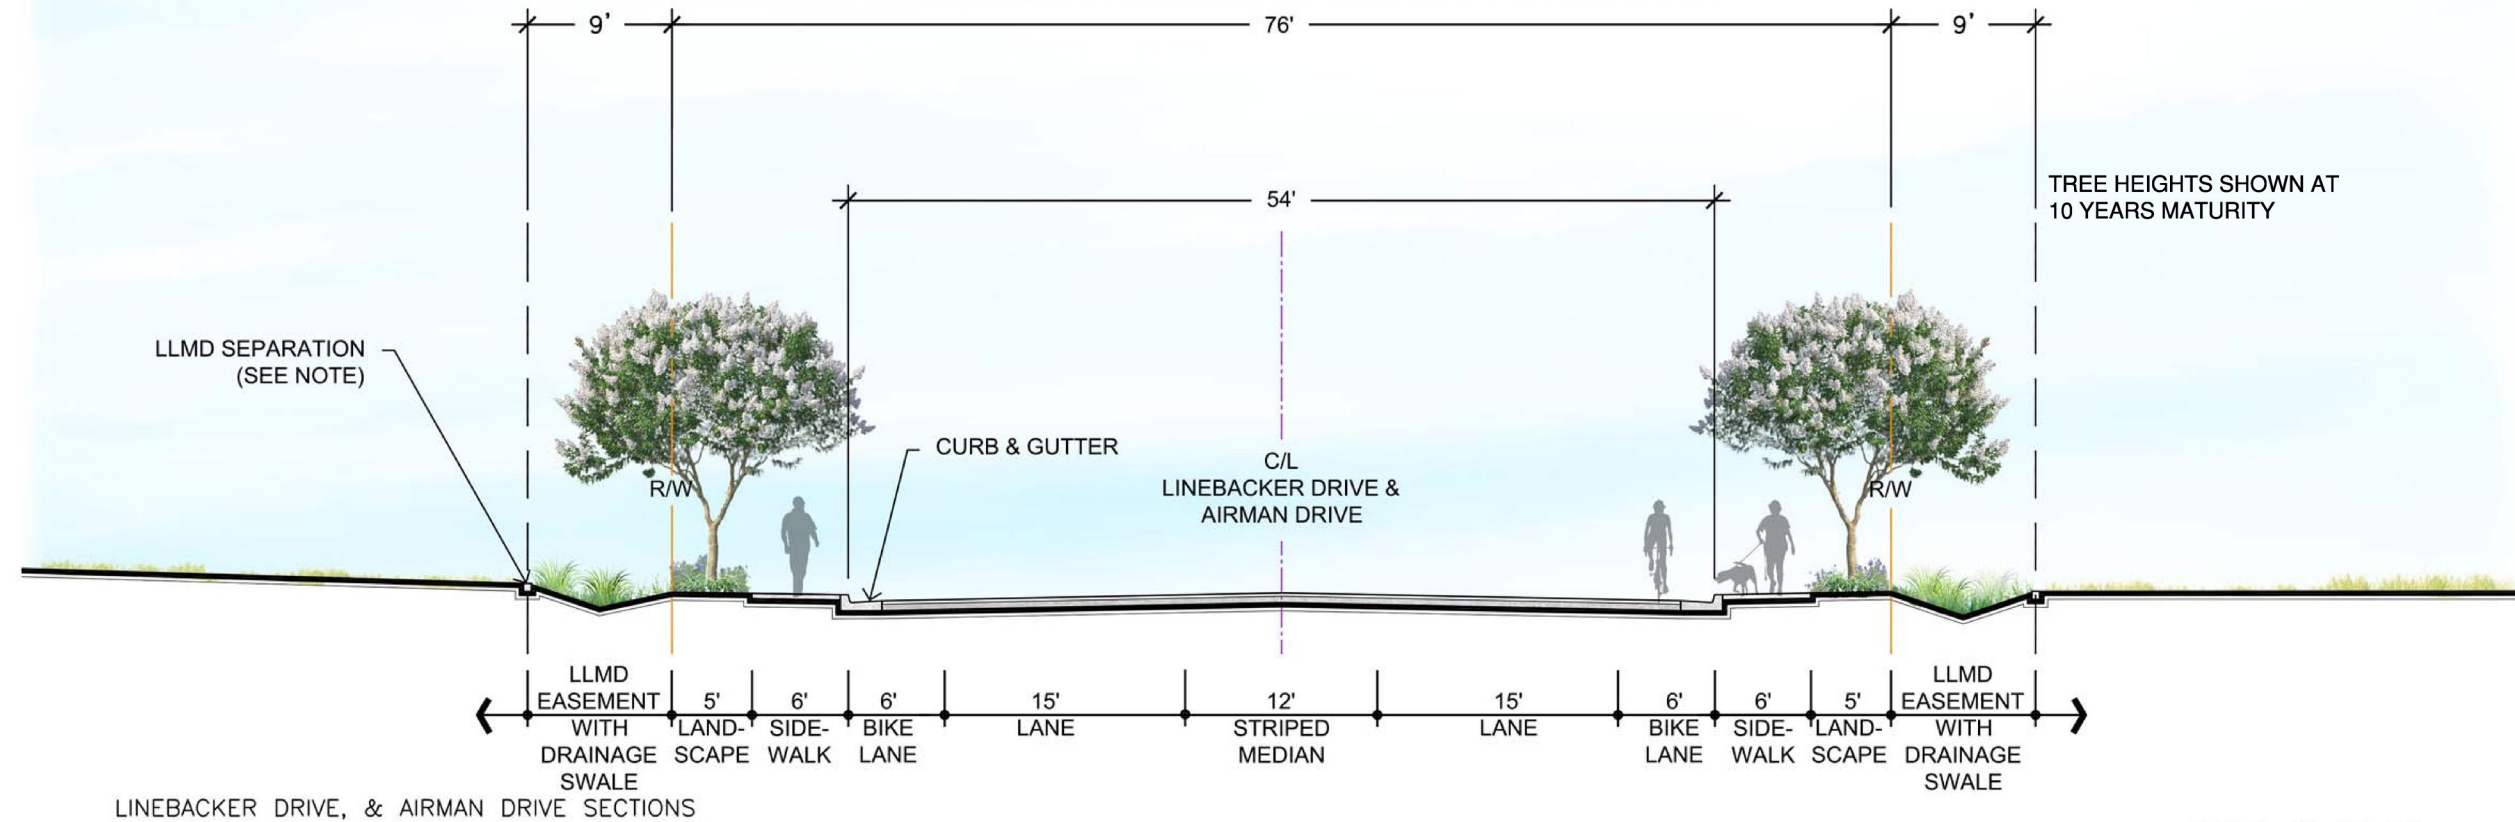 9' 76' 9'
54'
TREE HEIGHTS SHOWN AT
10 YEARS MATURITY
LLMD SEPARATION
(SEE NOTE)
CURB & GUTTER
C/L
LINEBACKER DRIVE &
AIRMAN DRIVE
R/W
R/W
LLMD
EASEMENT
WITH
DRAINAGE
SWALE
5'
LAND-
SCAPE
6'
SIDE-
WALK
6'
BIKE
LANE
15'
LANE
12'
STRIPED
MEDIAN
15'
LANE
6'
BIKE
LANE
6'
SIDE-
WALK
5'
LAND-
SCAPE
LLMD
EASEMENT
WITH
DRAINAGE
SWALE
LINEBACKER DRIVE, & AIRMAN DRIVE SECTIONS